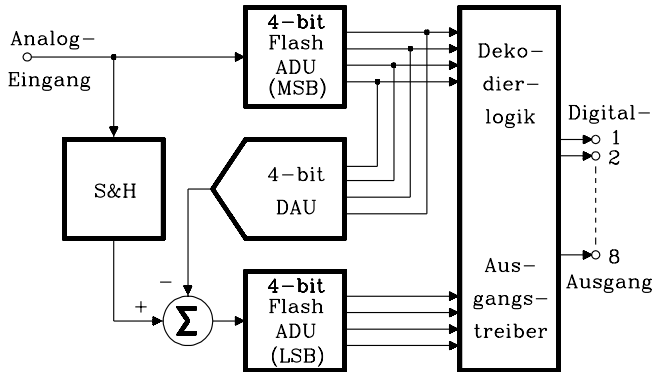 Analog-
Eingang
4-bit
Flash
ADU
(MSB)
S&H
4-bit
DAU
-
+
Σ
4-bit
Flash
ADU
(LSB)
Deko-
dier-
logik
Aus-
gangs-
treiber
Digital-
1
2
8
Ausgang